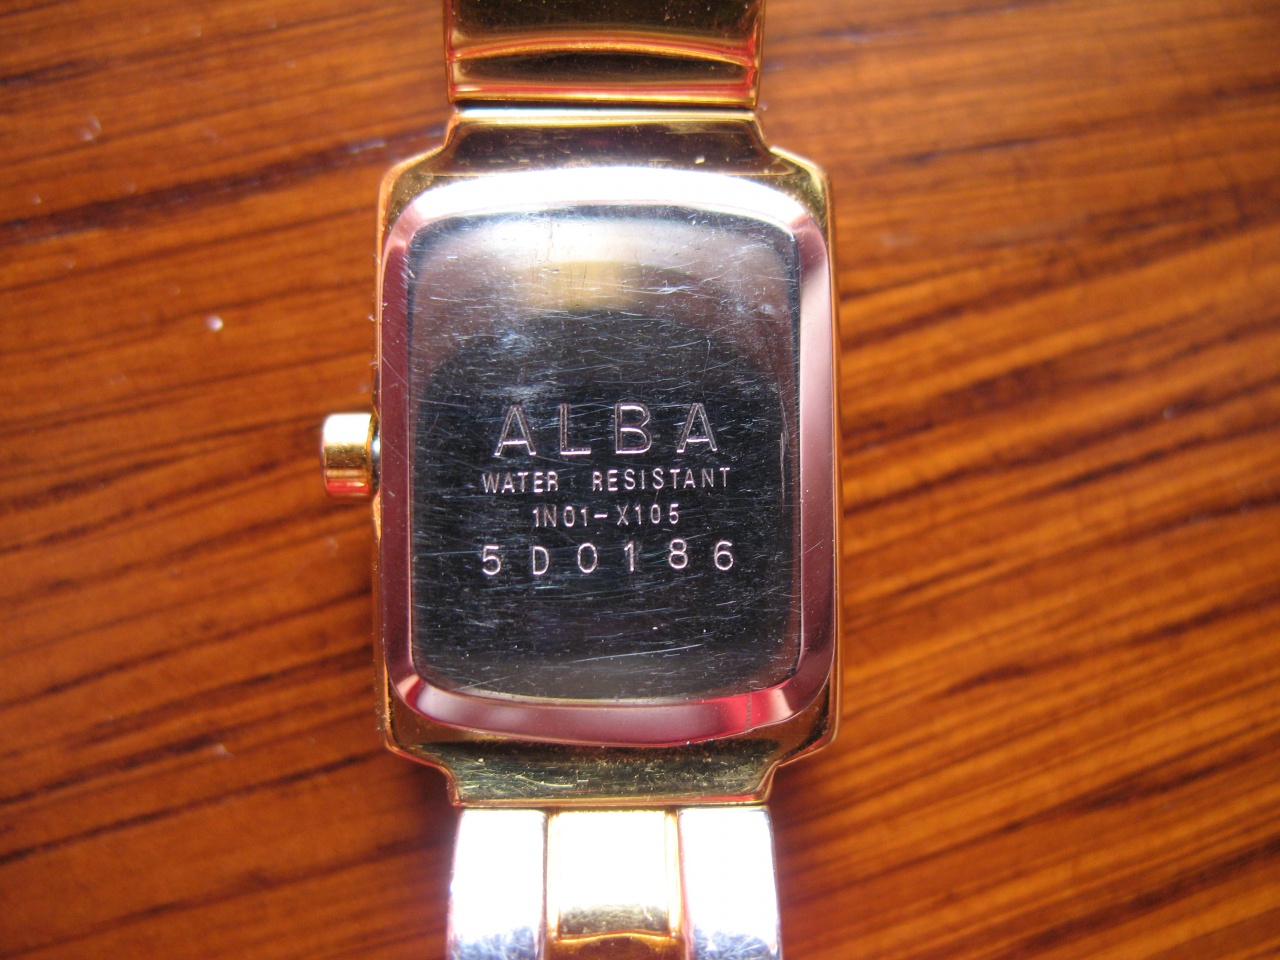 ALBA
WATER RESISTANT
1N01-X105
5D0186